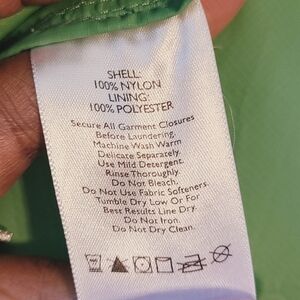 SHELL:
100% NYLON
LINING:
100% POLYESTER
Secure All Garment Closures
Before Laundering.
Machine Wash Warm
Delicate Separately.
Use Mild Detergent.
Rinse Thoroughly.
Do Not Bleach.
Do Not Use Fabric Softeners.
Tumble Dry Low Or For
Best Results Line Dry.
Do Not Iron.
Do Not Dry Clean.